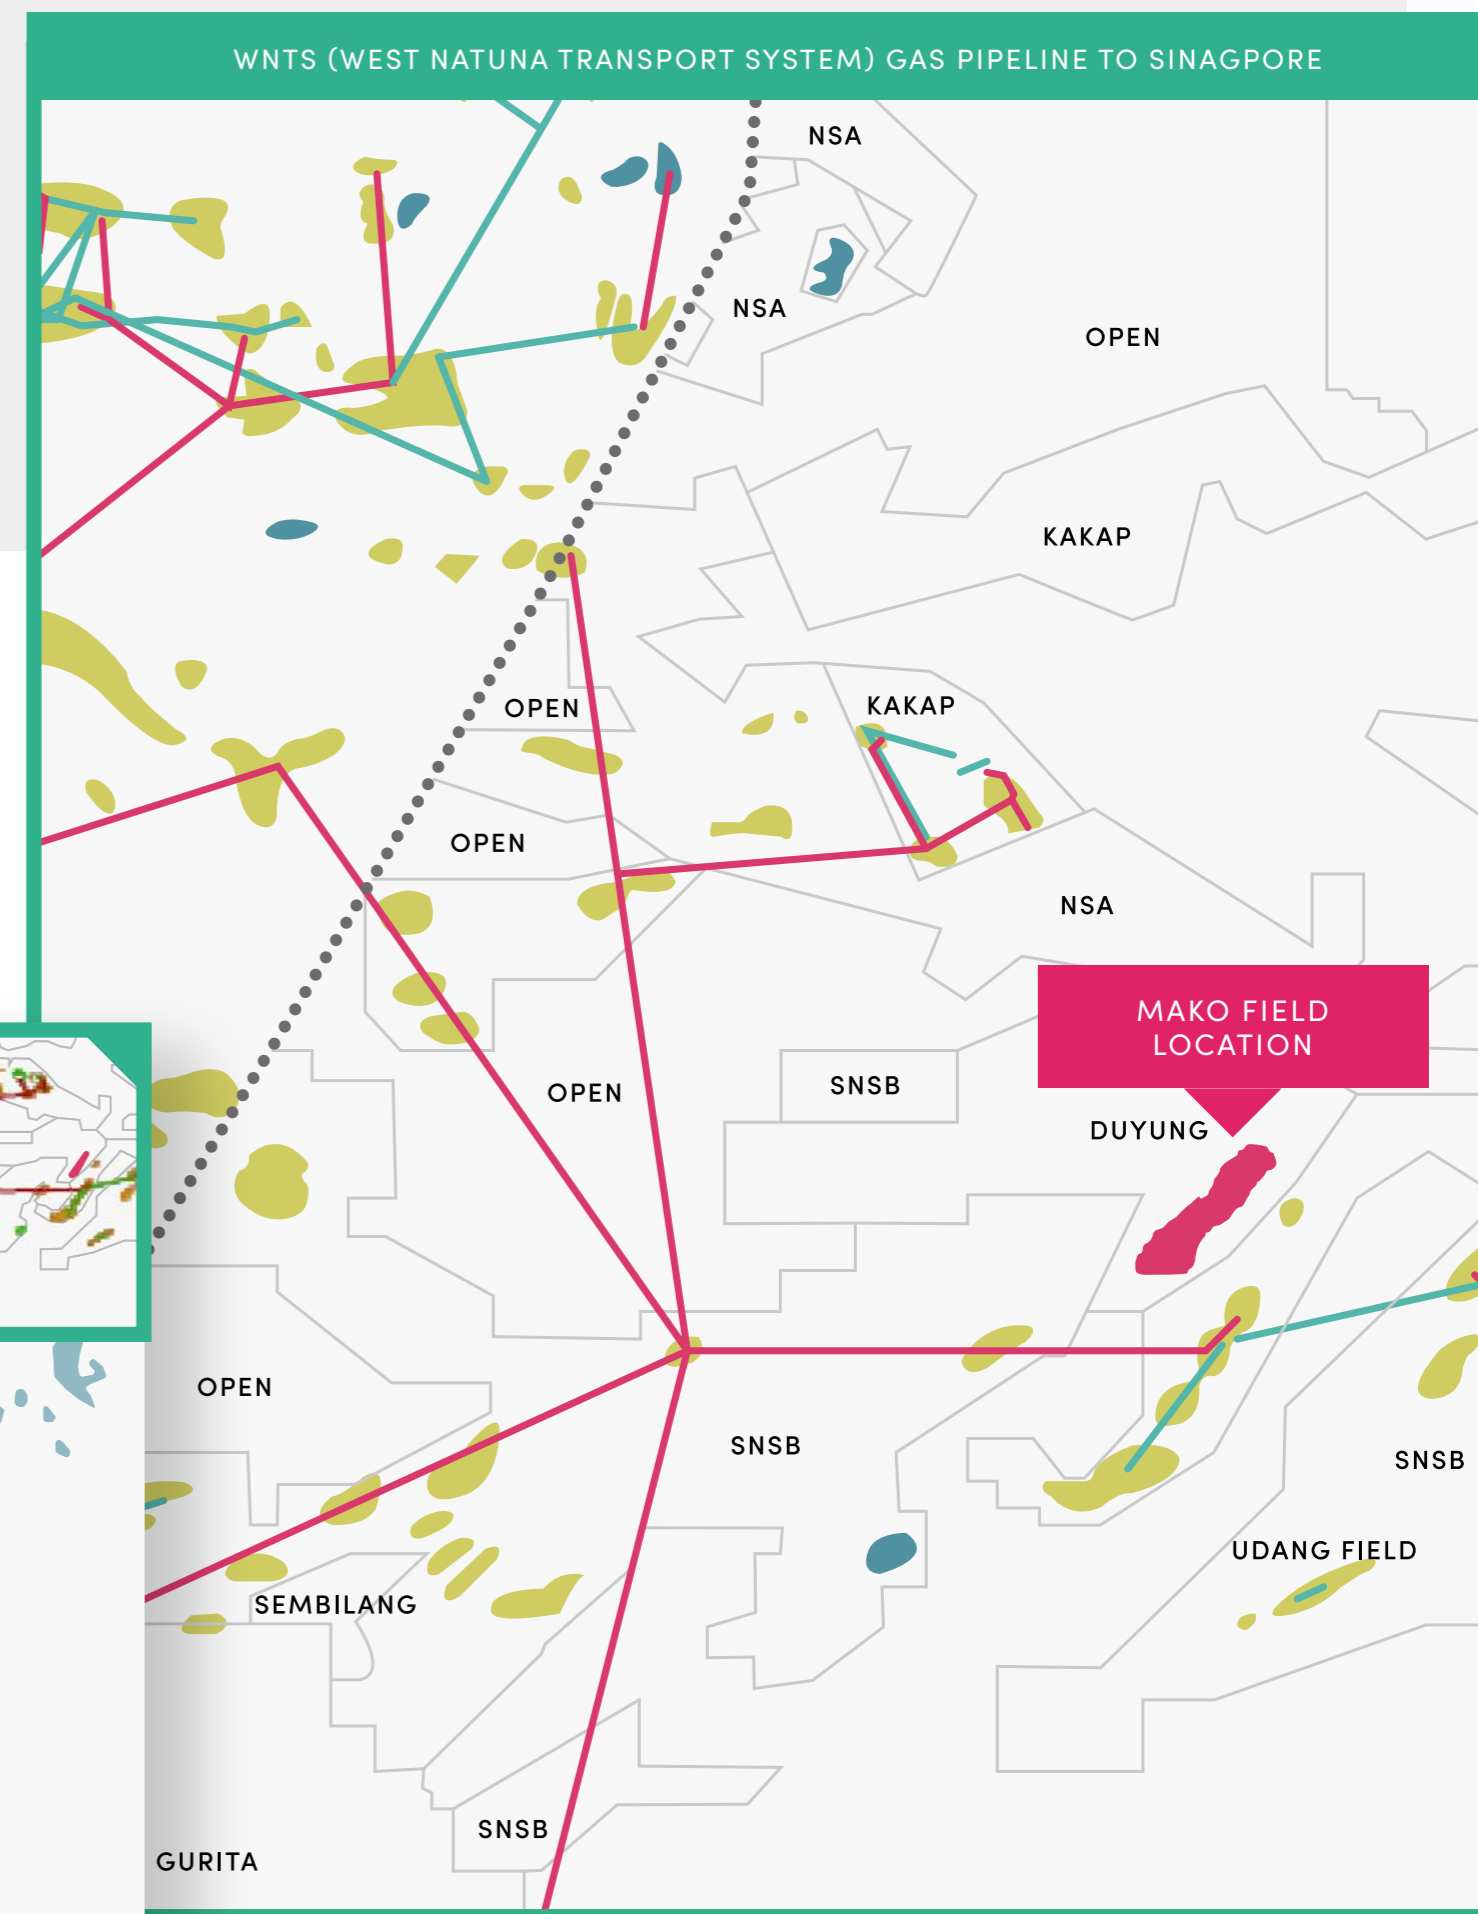 WNTS (WEST NATUNA TRANSPORT SYSTEM) GAS PIPELINE TO SINAGPORE
NSA
NSA
OPEN
KAKAP
OPEN
KAKAP
OPEN
NSA
MAKO FIELD
LOCATION
OPEN
SNSB
DUYUNG
OPEN
SNSB
SNSB
UDANG FIELD
SEMBILANG
SNSB
GURITA